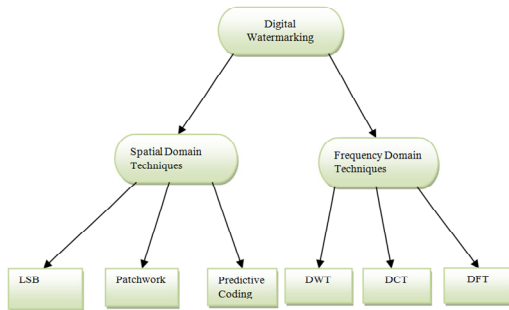 Digital
Watermarking
Spatial Domain
Techniques
Frequency Domain
Techniques
LSB
Patchwork
Predictive
Coding
DWT
DCT
DFT